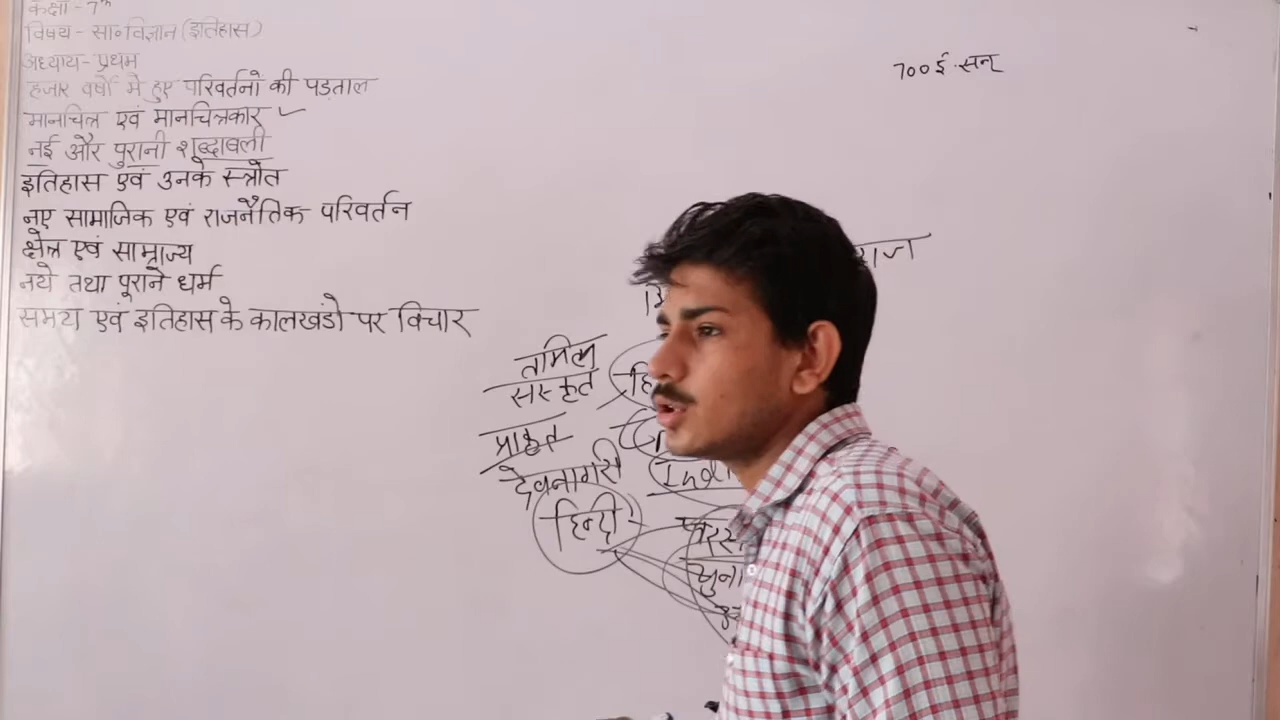 कक्षा - 7th
विषय - सा॰विज्ञान (इतिहास)
अध्याय- प्रथम
हजार वर्षों मे हुए परिवर्तनों की पड़ताल
मानचित्र एवं मानचित्रकार ✓
नई और पुरानी शब्दावली
इतिहास एवं उनके स्त्रोत
नए सामाजिक एवं राजनैतिक परिवर्तन
क्षेत्र एवं साम्राज्य
नये तथा पूराने धर्म
समय एवं इतिहास के कालखंडो पर विचार
700 ई. सन्
तमिल
संस्कृत
प्राकृत
देवनागरी
हिन्दी